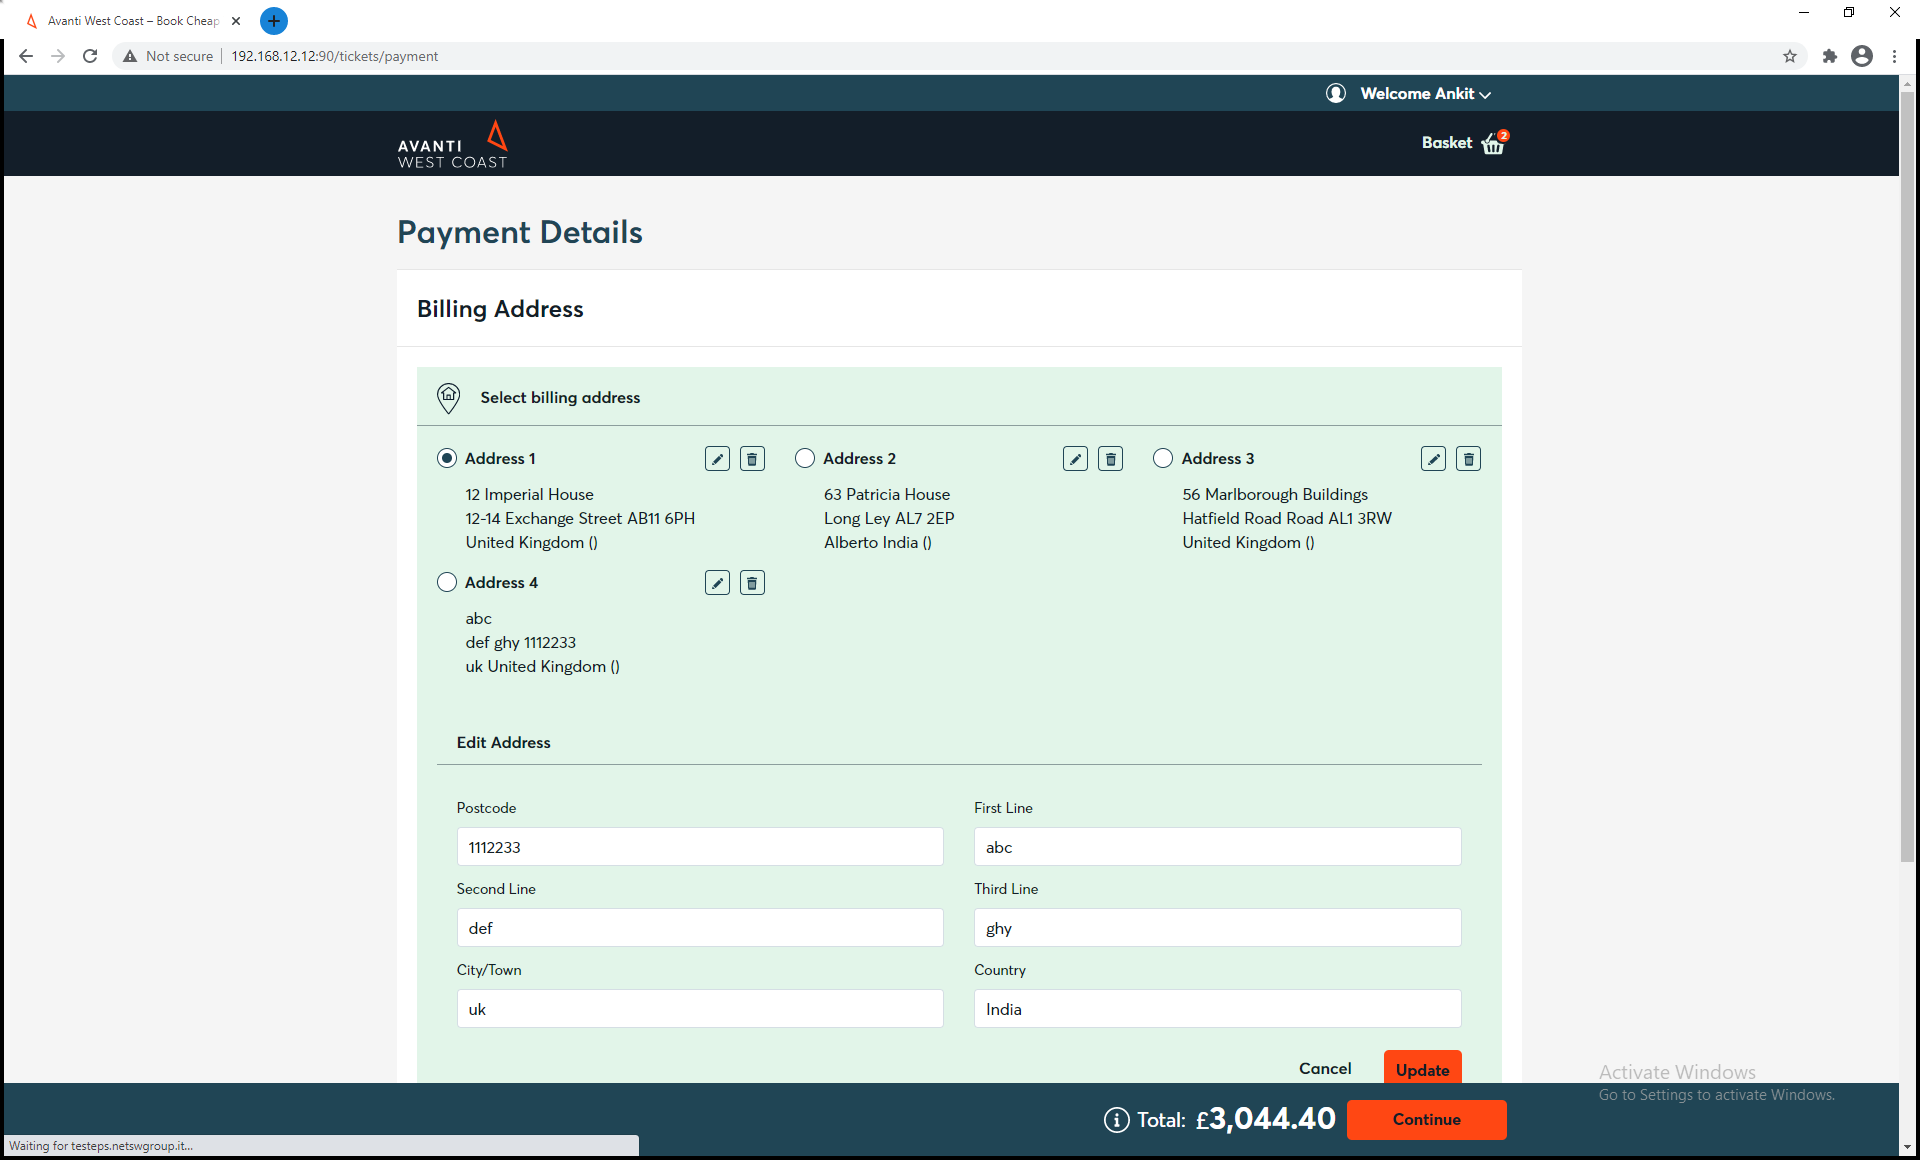 Avanti West Coast – Book Cheap
Not secure
192.168.12.12:90/tickets/payment
Welcome Ankit
AVANTI
WEST COAST
Basket
2
Payment Details
Billing Address
Select billing address
Address 1
12 Imperial House
12-14 Exchange Street AB11 6PH
United Kingdom ()
Address 2
63 Patricia House
Long Ley AL7 2EP
Alberto India ()
Address 3
56 Marlborough Buildings
Hatfield Road Road AL1 3RW
United Kingdom ()
Address 4
abc
def ghy 1112233
uk United Kingdom ()
Edit Address
Postcode
1112233
First Line
abc
Second Line
def
Third Line
ghy
City/Town
uk
Country
India
Cancel
Update
Activate Windows
Go to Settings to activate Windows.
Total: £3,044.40
Continue
Waiting for testeps.netswgroup.it...